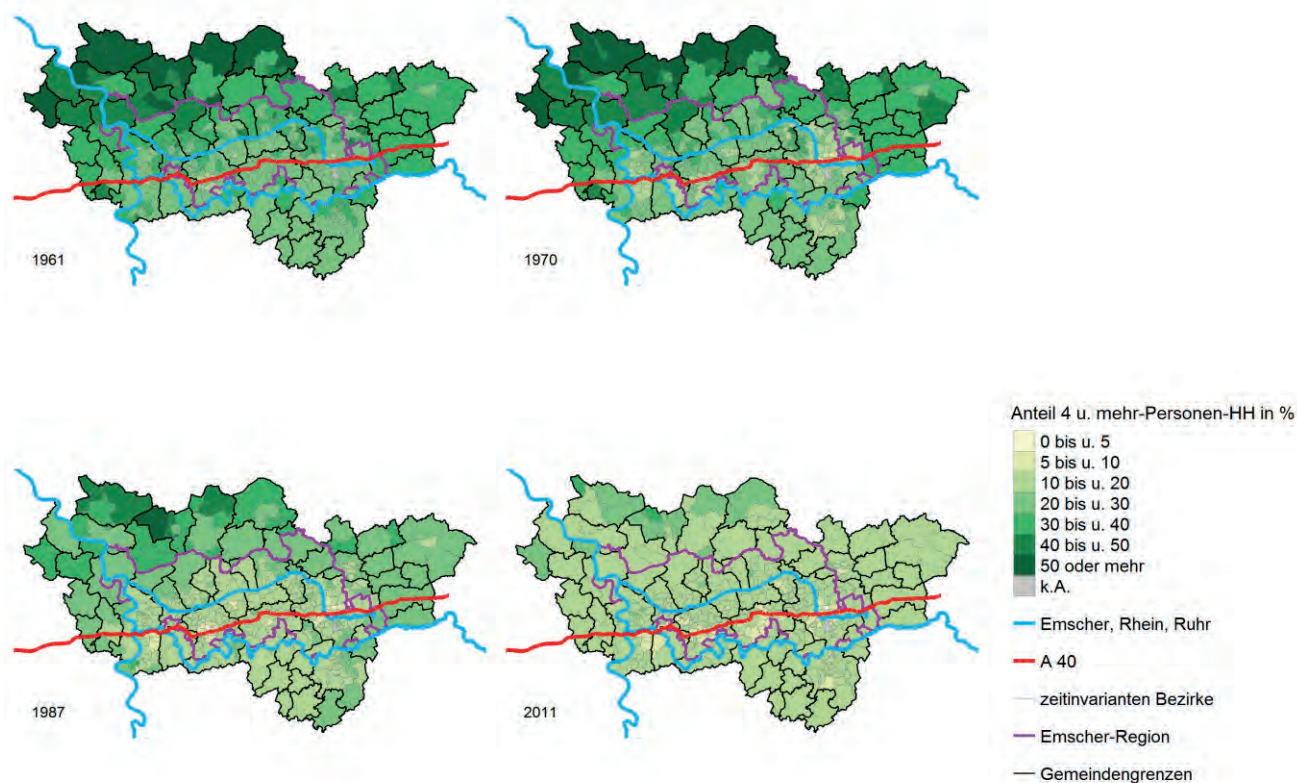 1961
1970
1987
2011
Anteil 4 u. mehr-Personen-HH in %
0 bis u. 5
5 bis u. 10
10 bis u. 20
20 bis u. 30
30 bis u. 40
40 bis u. 50
50 oder mehr
k.A.
Emscher, Rhein, Ruhr
A 40
zeitinvarianten Bezirke
Emscher-Region
Gemeindengrenzen